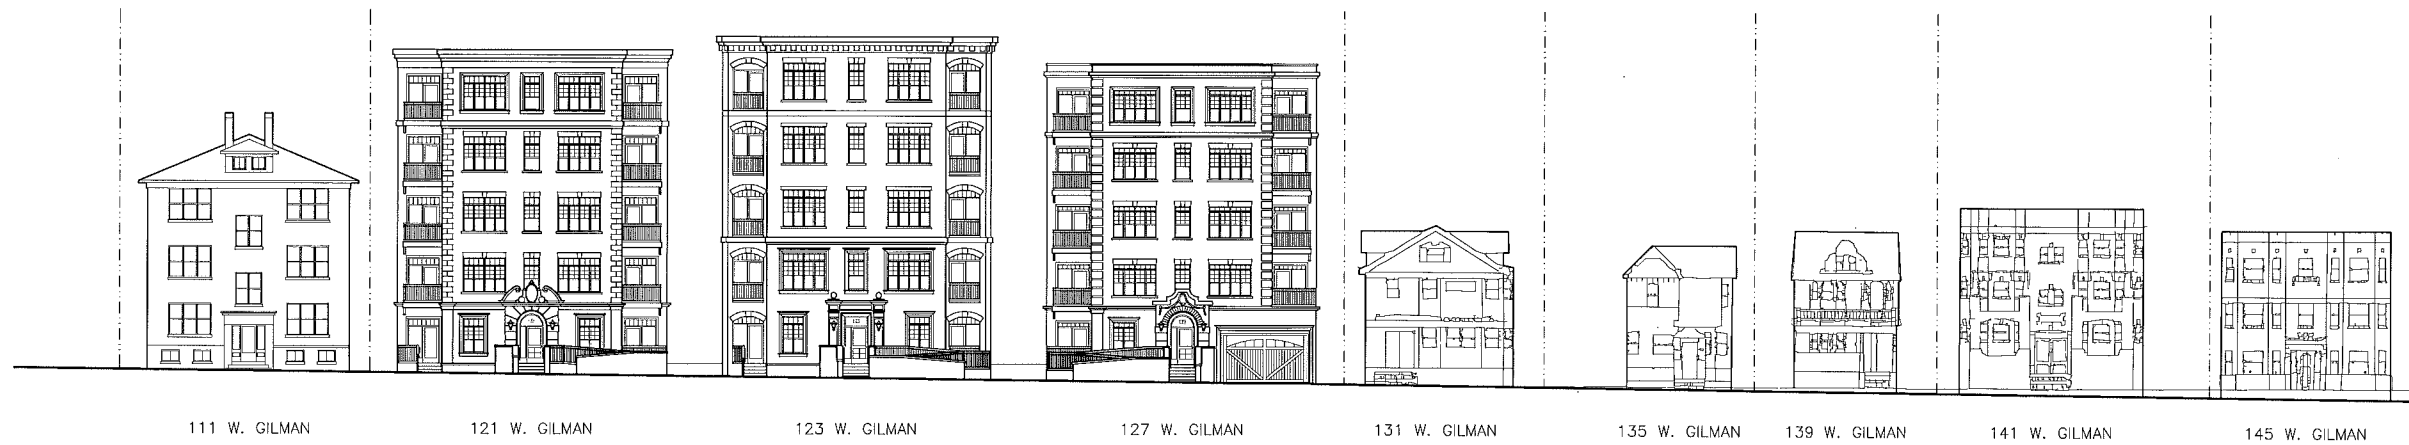 111 W. GILMAN
121 W. GILMAN
123 W. GILMAN
127 W. GILMAN
131 W. GILMAN
135 W. GILMAN
139 W. GILMAN
141 W. GILMAN
145 W. GILMAN